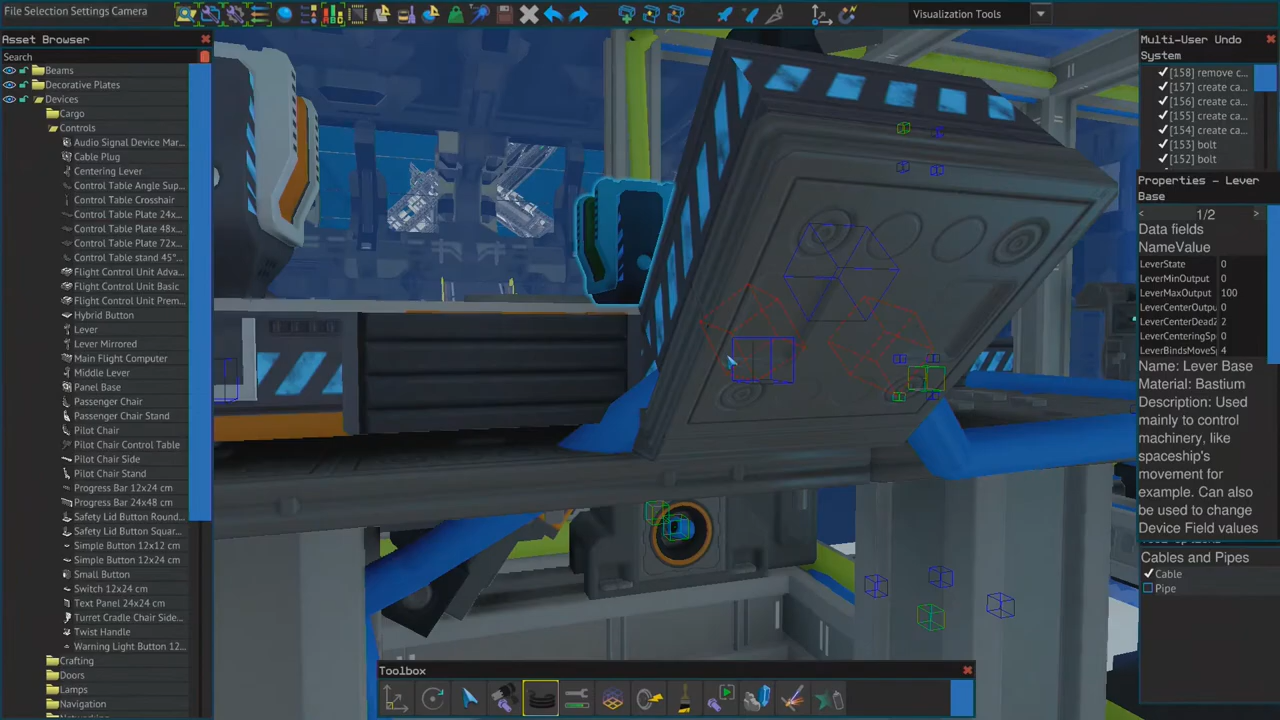 File Selection Settings Camera
Visualization Tools
Asset Browser
Search
Beams
Decorative Plates
Devices
Cargo
Controls
Audio Signal Device Mar...
Cable Plug
Centering Lever
Control Table Angle Sup...
Control Table Crosshair
Control Table Plate 24x...
Control Table Plate 48x...
Control Table Plate 72x...
Control Table stand 45°...
Flight Control Unit Adva...
Flight Control Unit Basic
Flight Control Unit Prem...
Hybrid Button
Lever
Lever Mirrored
Main Flight Computer
Middle Lever
Panel Base
Passenger Chair
Passenger Chair Stand
Pilot Chair
Pilot Chair Control Table
Pilot Chair Side
Pilot Chair Stand
Progress Bar 12x24 cm
Progress Bar 24x48 cm
Safety Lid Button Round...
Safety Lid Button Squar...
Simple Button 12x12 cm
Simple Button 12x24 cm
Small Button
Switch 12x24 cm
Text Panel 24x24 cm
Turret Cradle Chair Side...
Twist Handle
Warning Light Button 12...
Crafting
Doors
Lamps
Navigation
Multi-User Undo
System
[158] remove c...
[157] create ca...
[156] create ca...
[155] create ca...
[154] create ca...
[153] bolt
[152] bolt
Properties - Lever
Base
< 1/2 >
Data fields
NameValue
LeverState 0
LeverMinOutput 0
LeverMaxOutput 100
LeverCenterOutpu 0
LeverCenterDeadZ 2
LeverCenteringSp 0
LeverBindsMoveSp 4
Name: Lever Base
Material: Bastium
Description: Used
mainly to control
machinery, like
spaceship's
movement for
example. Can also
be used to change
Device Field values
Cables and Pipes
Cable
Pipe
Toolbox